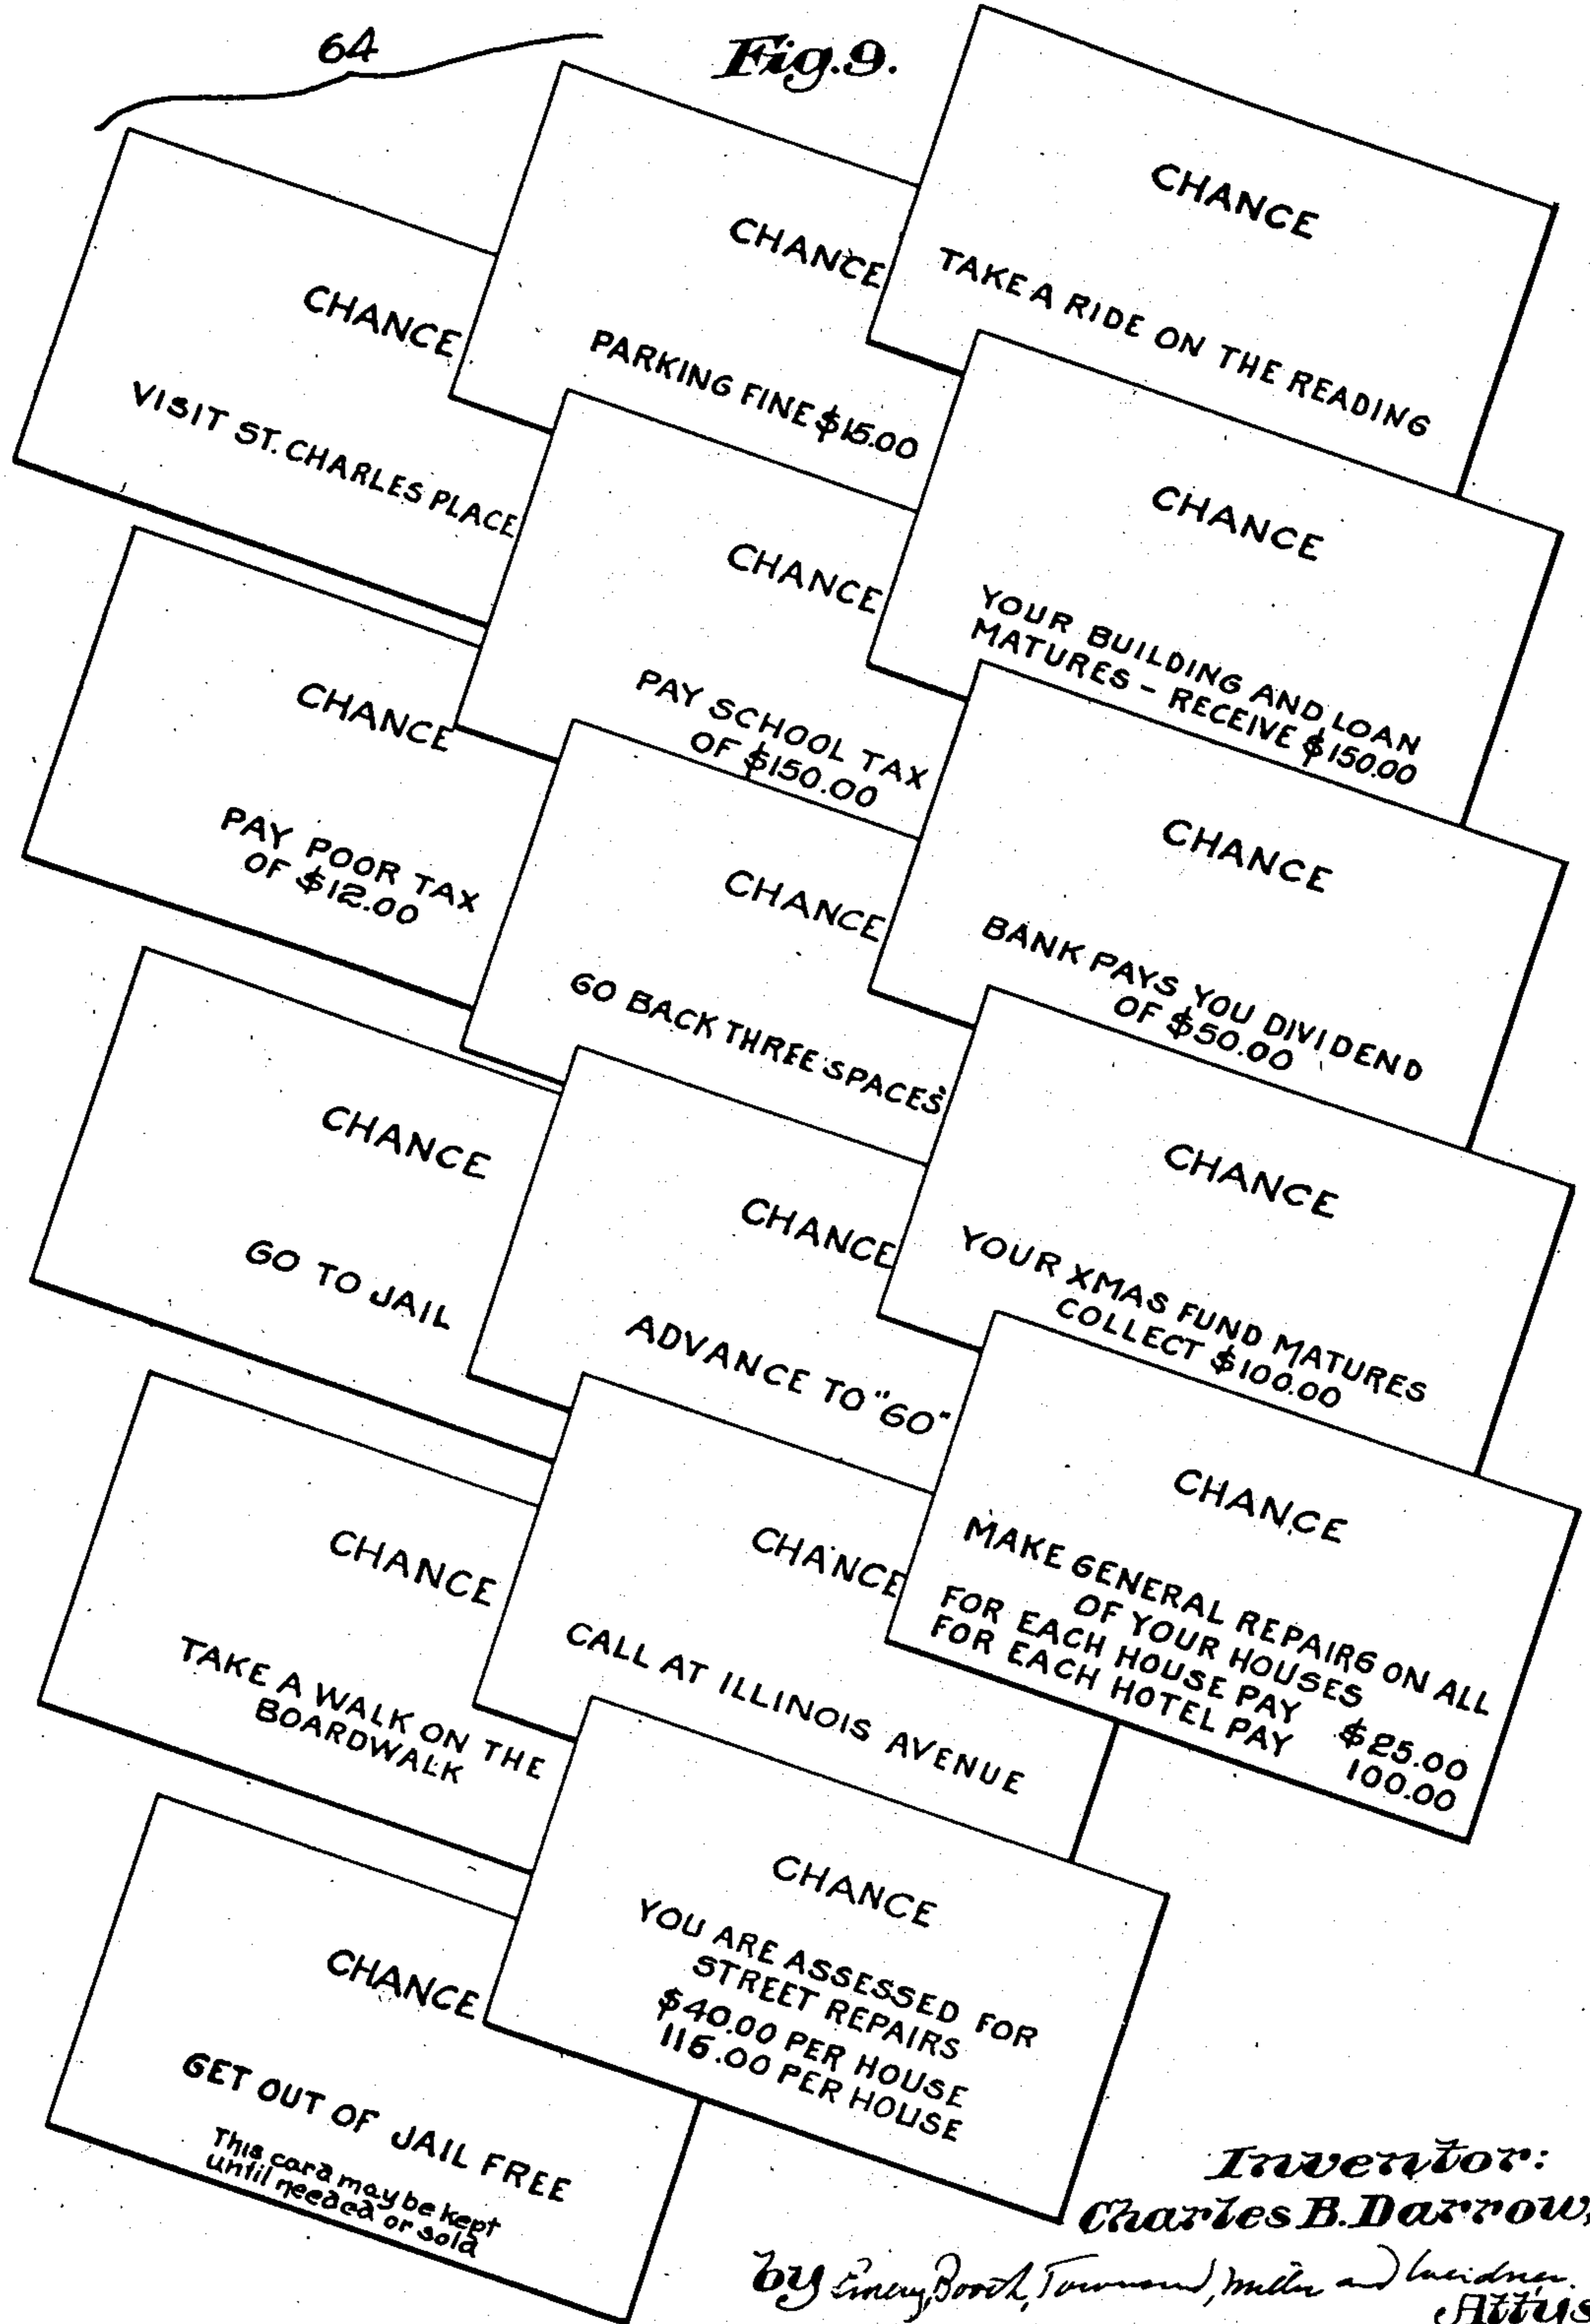 64
Fig.9.
CHANCE
VISIT ST. CHARLES PLACE
CHANCE
PAY POOR TAX
OF $12.00
CHANCE
GO TO JAIL
CHANCE
TAKE A WALK ON THE
BOARDWALK
CHANCE
GET OUT OF JAIL FREE
This card may be kept
until needed or sold
CHANCE
PARKING FINE $15.00
CHANCE
PAY SCHOOL TAX
OF $150.00
CHANCE
GO BACK THREE SPACES
CHANCE
ADVANCE TO "GO"
CHANCE
CALL AT ILLINOIS AVENUE
CHANCE
YOU ARE ASSESSED FOR
STREET REPAIRS
$40.00 PER HOUSE
115.00 PER HOUSE
CHANCE
TAKE A RIDE ON THE READING
CHANCE
YOUR BUILDING AND LOAN
MATURES - RECEIVE $150.00
CHANCE
BANK PAYS YOU DIVIDEND
OF $50.00
CHANCE
YOUR XMAS FUND MATURES
COLLECT $100.00
CHANCE
MAKE GENERAL REPAIRS ON ALL
OF YOUR HOUSES
FOR EACH HOUSE PAY $25.00
FOR EACH HOTEL PAY 100.00
Inventor:
Charles B. Darrow,
by Emery, Booth, Townsend, Miller and Weidner.
Attys